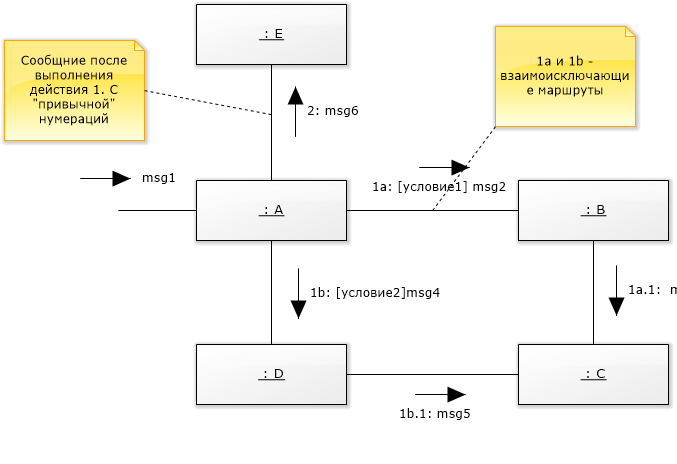 : E
Сообщние после
выполнения
действия 1. С
"привычной"
нумераций
1a и 1b -
взаимоисключающи
е маршруты
2: msg6
msg1
1a: [условие1] msg2
: A
: B
1b: [условие2]msg4
1a.1:
: D
: C
1b.1: msg5